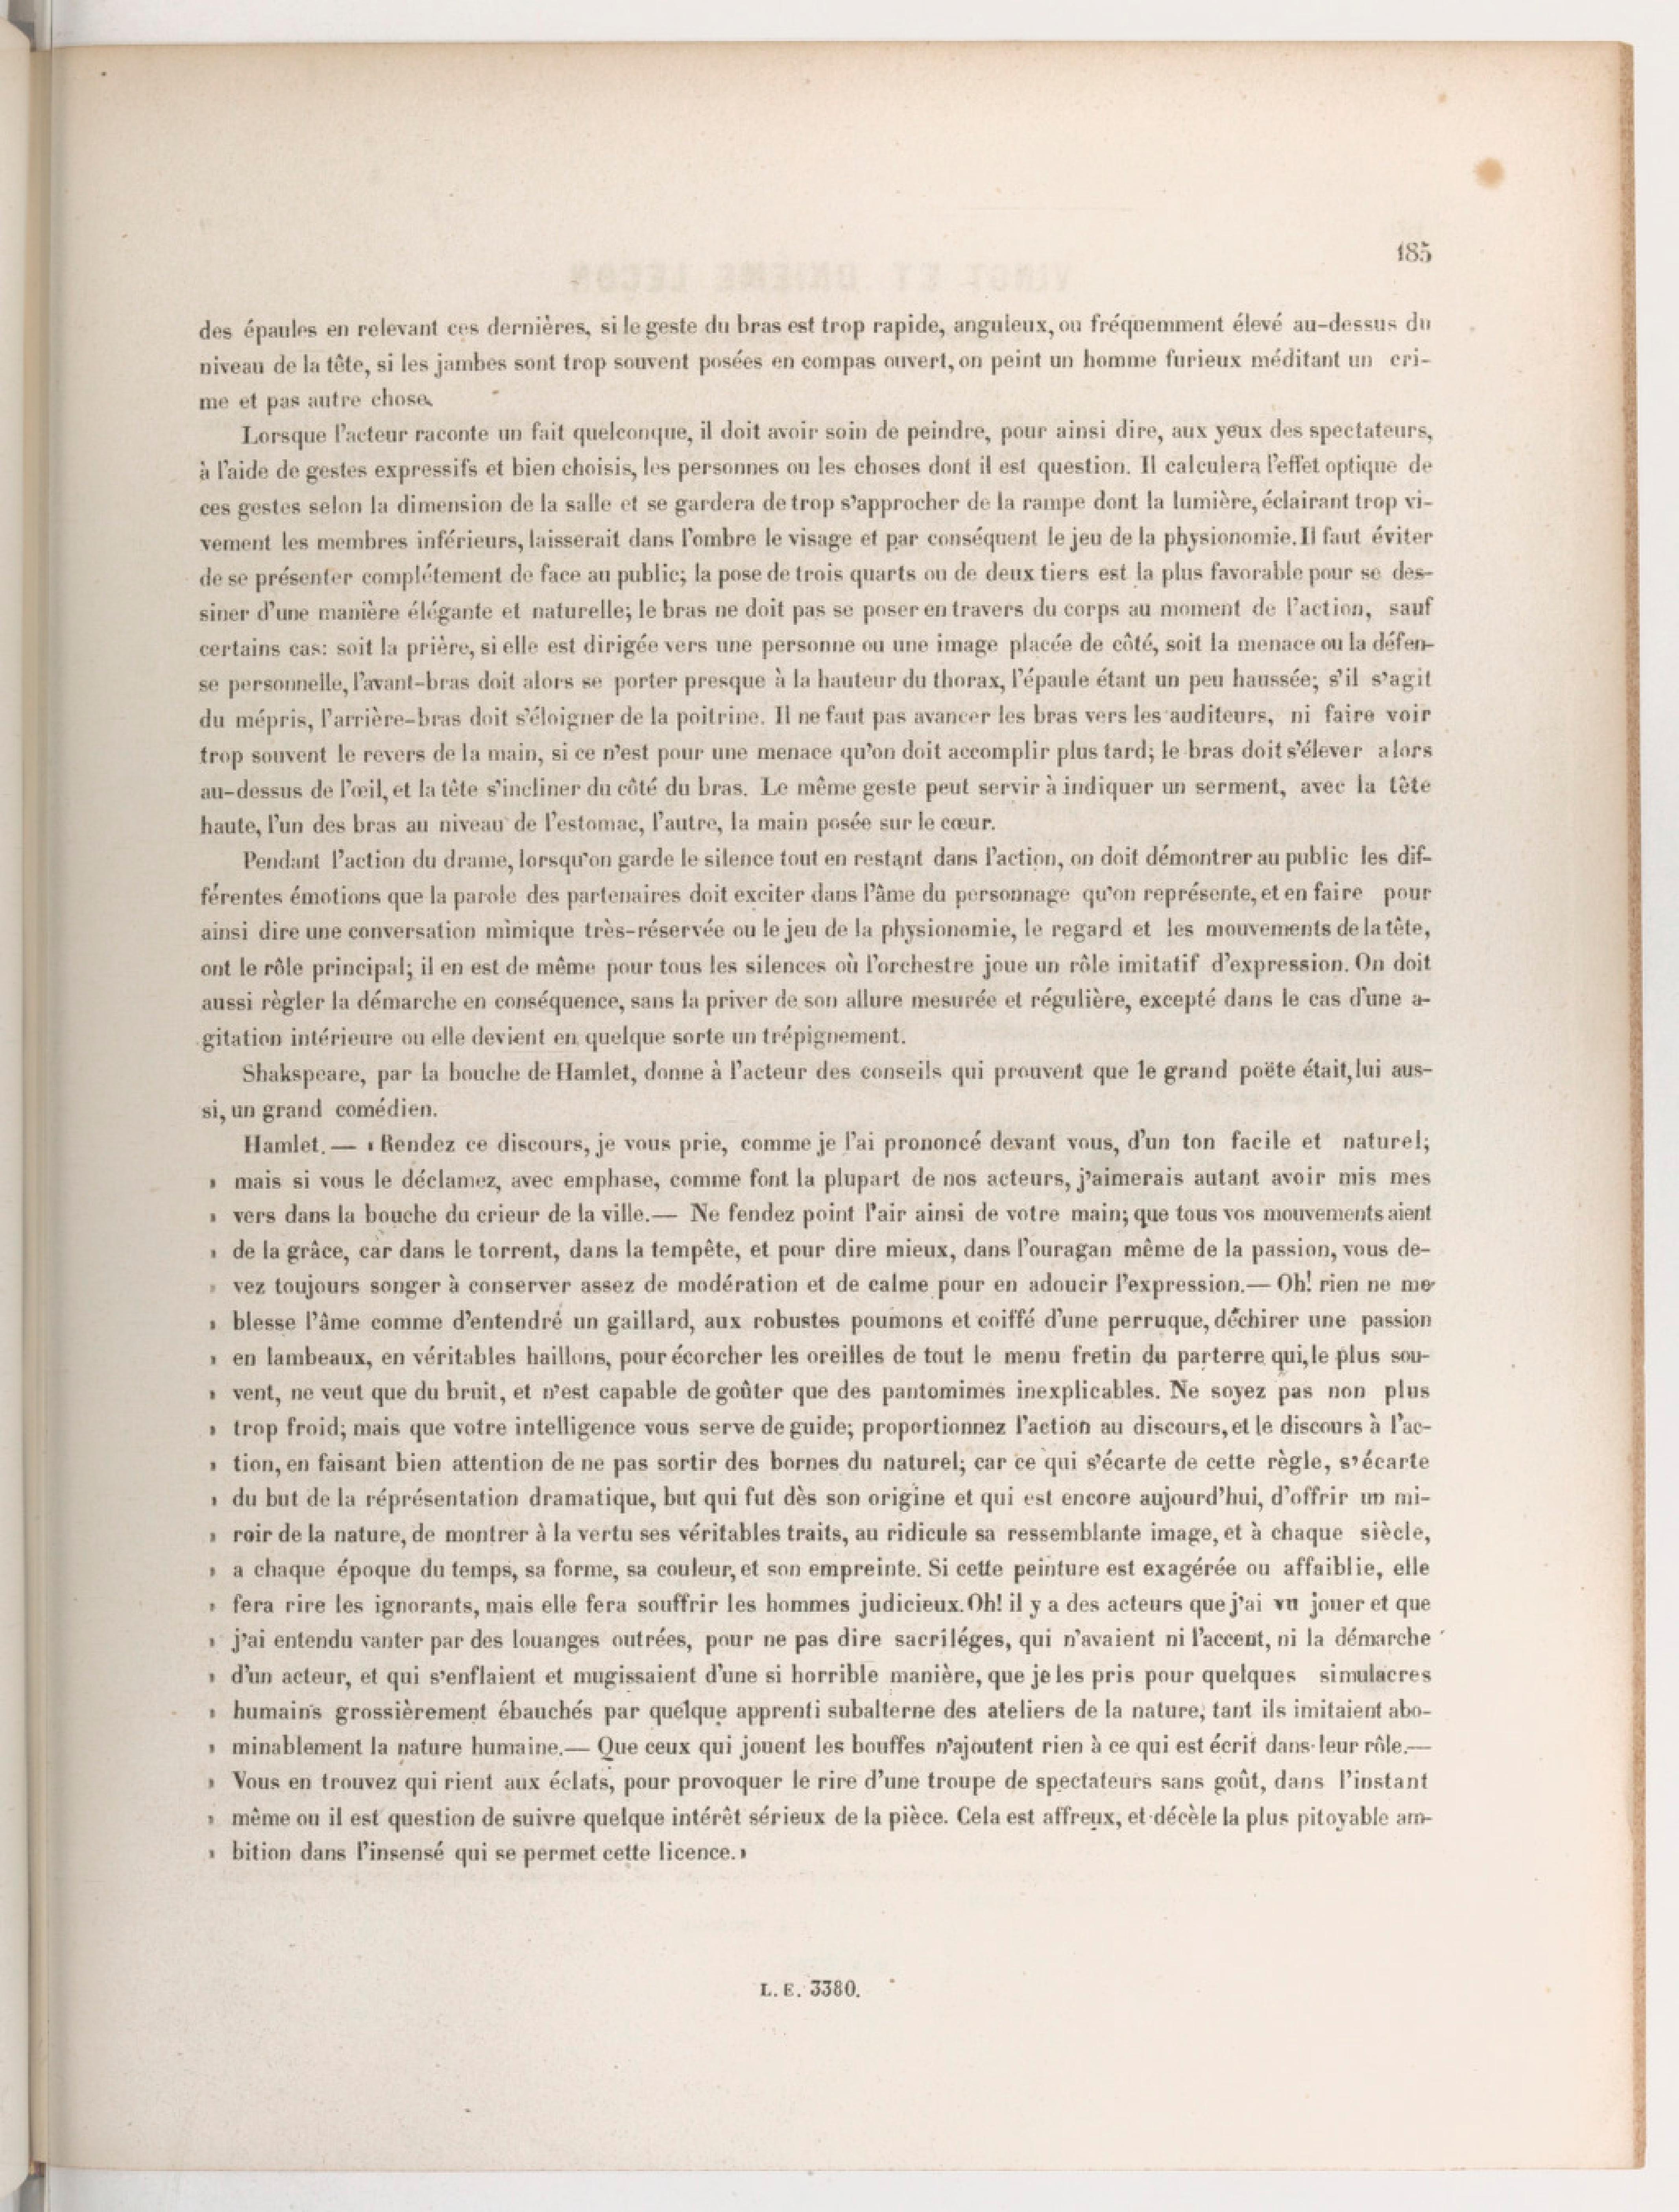 185
des épaules en relevant ces dernières, si le geste du bras est trop rapide, anguleux, ou fréquemment élevé au-dessus du
niveau de la tête, si les jambes sont trop souvent posées en compas ouvert, on peint un homme furieux méditant un cri-
me et pas autre chose.
Lorsque l'acteur raconte un fait quelconque, il doit avoir soin de peindre, pour ainsi dire, aux yeux des spectateurs,
à l'aide de gestes expressifs et bien choisis, les personnes ou les choses dont il est question. Il calculera l'effet optique de
ces gestes selon la dimension de la salle et se gardera de trop s'approcher de la rampe dont la lumière, éclairant trop vi-
vement les membres inférieurs, laisserait dans l'ombre le visage et par conséquent le jeu de la physionomie. Il faut éviter
de se présenter complétement de face au public; la pose de trois quarts ou de deux tiers est la plus favorable pour se des-
siner d'une manière élégante et naturelle; le bras ne doit pas se poser en travers du corps au moment de l'action, sauf
certains cas: soit la prière, si elle est dirigée vers une personne ou une image placée de côté, soit la menace ou la défen-
se personnelle, l'avant-bras doit alors se porter presque à la hauteur du thorax, l'épaule étant un peu haussée; s'il s'agit
du mépris, l'arrière-bras doit s'éloigner de la poitrine. Il ne faut pas avancer les bras vers les auditeurs, ni faire voir
trop souvent le revers de la main, si ce n'est pour une menace qu'on doit accomplir plus tard; le bras doit s'élever alors
au-dessus de l'œil, et la tête s'incliner du côté du bras. Le même geste peut servir à indiquer un serment, avec la tête
haute, l'un des bras au niveau de l'estomac, l'autre, la main posée sur le cœur.
Pendant l'action du drame, lorsqu'on garde le silence tout en restant dans l'action, on doit démontrer au public les dif-
férentes émotions que la parole des partenaires doit exciter dans l'âme du personnage qu'on représente, et en faire pour
ainsi dire une conversation mimique très-réservée ou le jeu de la physionomie, le regard et les mouvements de la tête,
ont le rôle principal; il en est de même pour tous les silences où l'orchestre joue un rôle imitatif d'expression. On doit
aussi règler la démarche en conséquence, sans la priver de son allure mesurée et régulière, excepté dans le cas d'une a-
gitation intérieure ou elle devient en quelque sorte un trépignement.
Shakspeare, par la bouche de Hamlet, donne à l'acteur des conseils qui prouvent que le grand poëte était, lui aus-
si, un grand comédien.
Hamlet. — « Rendez ce discours, je vous prie, comme je l'ai prononcé devant vous, d'un ton facile et naturel;
» mais si vous le déclamez, avec emphase, comme font la plupart de nos acteurs, j'aimerais autant avoir mis mes
» vers dans la bouche du crieur de la ville.— Ne fendez point l'air ainsi de votre main; que tous vos mouvements aient
» de la grâce, car dans le torrent, dans la tempête, et pour dire mieux, dans l'ouragan même de la passion, vous de-
» vez toujours songer à conserver assez de modération et de calme pour en adoucir l'expression.— Oh! rien ne me
» blesse l'âme comme d'entendré un gaillard, aux robustes poumons et coiffé d'une perruque, déchirer une passion
» en lambeaux, en véritables haillons, pour écorcher les oreilles de tout le menu fretin du parterre qui, le plus sou-
» vent, ne veut que du bruit, et n'est capable de goûter que des pantomimes inexplicables. Ne soyez pas non plus
» trop froid; mais que votre intelligence vous serve de guide; proportionnez l'action au discours, et le discours à l'ac-
» tion, en faisant bien attention de ne pas sortir des bornes du naturel; car ce qui s'écarte de cette règle, s'écarte
» du but de la réprésentation dramatique, but qui fut dès son origine et qui est encore aujourd'hui, d'offrir un mi-
» roir de la nature, de montrer à la vertu ses véritables traits, au ridicule sa ressemblante image, et à chaque siècle,
» a chaque époque du temps, sa forme, sa couleur, et son empreinte. Si cette peinture est exagérée ou affaiblie, elle
» fera rire les ignorants, mais elle fera souffrir les hommes judicieux. Oh! il y a des acteurs que j'ai vu jouer et que
» j'ai entendu vanter par des louanges outrées, pour ne pas dire sacriléges, qui n'avaient ni l'accent, ni la démarche
» d'un acteur, et qui s'enflaient et mugissaient d'une si horrible manière, que je les pris pour quelques simulacres
» humains grossièrement ébauchés par quelque apprenti subalterne des ateliers de la nature, tant ils imitaient abo-
» minablement la nature humaine.— Que ceux qui jouent les bouffes n'ajoutent rien à ce qui est écrit dans leur rôle.—
» Vous en trouvez qui rient aux éclats, pour provoquer le rire d'une troupe de spectateurs sans goût, dans l'instant
» même ou il est question de suivre quelque intérêt sérieux de la pièce. Cela est affreux, et décèle la plus pitoyable am-
» bition dans l'insensé qui se permet cette licence. »
L. E. 3380.